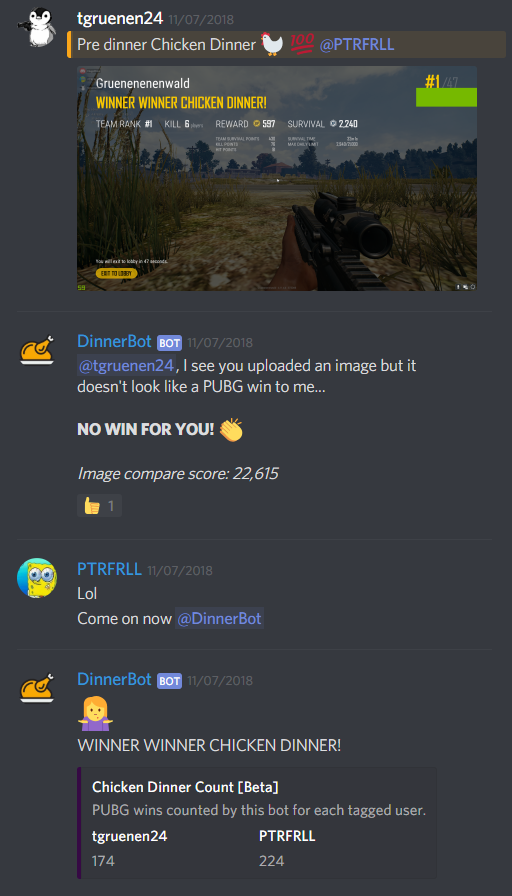 tgruenen24 11/07/2018
Pre dinner Chicken Dinner 🐔 💯 @PTRFRLL
Gruenenenenwald
#1/47
WINNER WINNER CHICKEN DINNER!
TEAM RANK #1 KILL 6 players REWARD 597 SURVIVAL 2,240
You will exit to lobby in 47 seconds.
EXIT TO LOBBY
59
DinnerBot BOT 11/07/2018
@tgruenen24, I see you uploaded an image but it
doesn't look like a PUBG win to me...
NO WIN FOR YOU! 👏
Image compare score: 22,615
👍 1
PTRFRLL 11/07/2018
Lol
Come on now @DinnerBot
DinnerBot BOT 11/07/2018
🤷‍♀️
WINNER WINNER CHICKEN DINNER!
Chicken Dinner Count [Beta]
PUBG wins counted by this bot for each tagged user.
tgruenen24 PTRFRLL
174 224